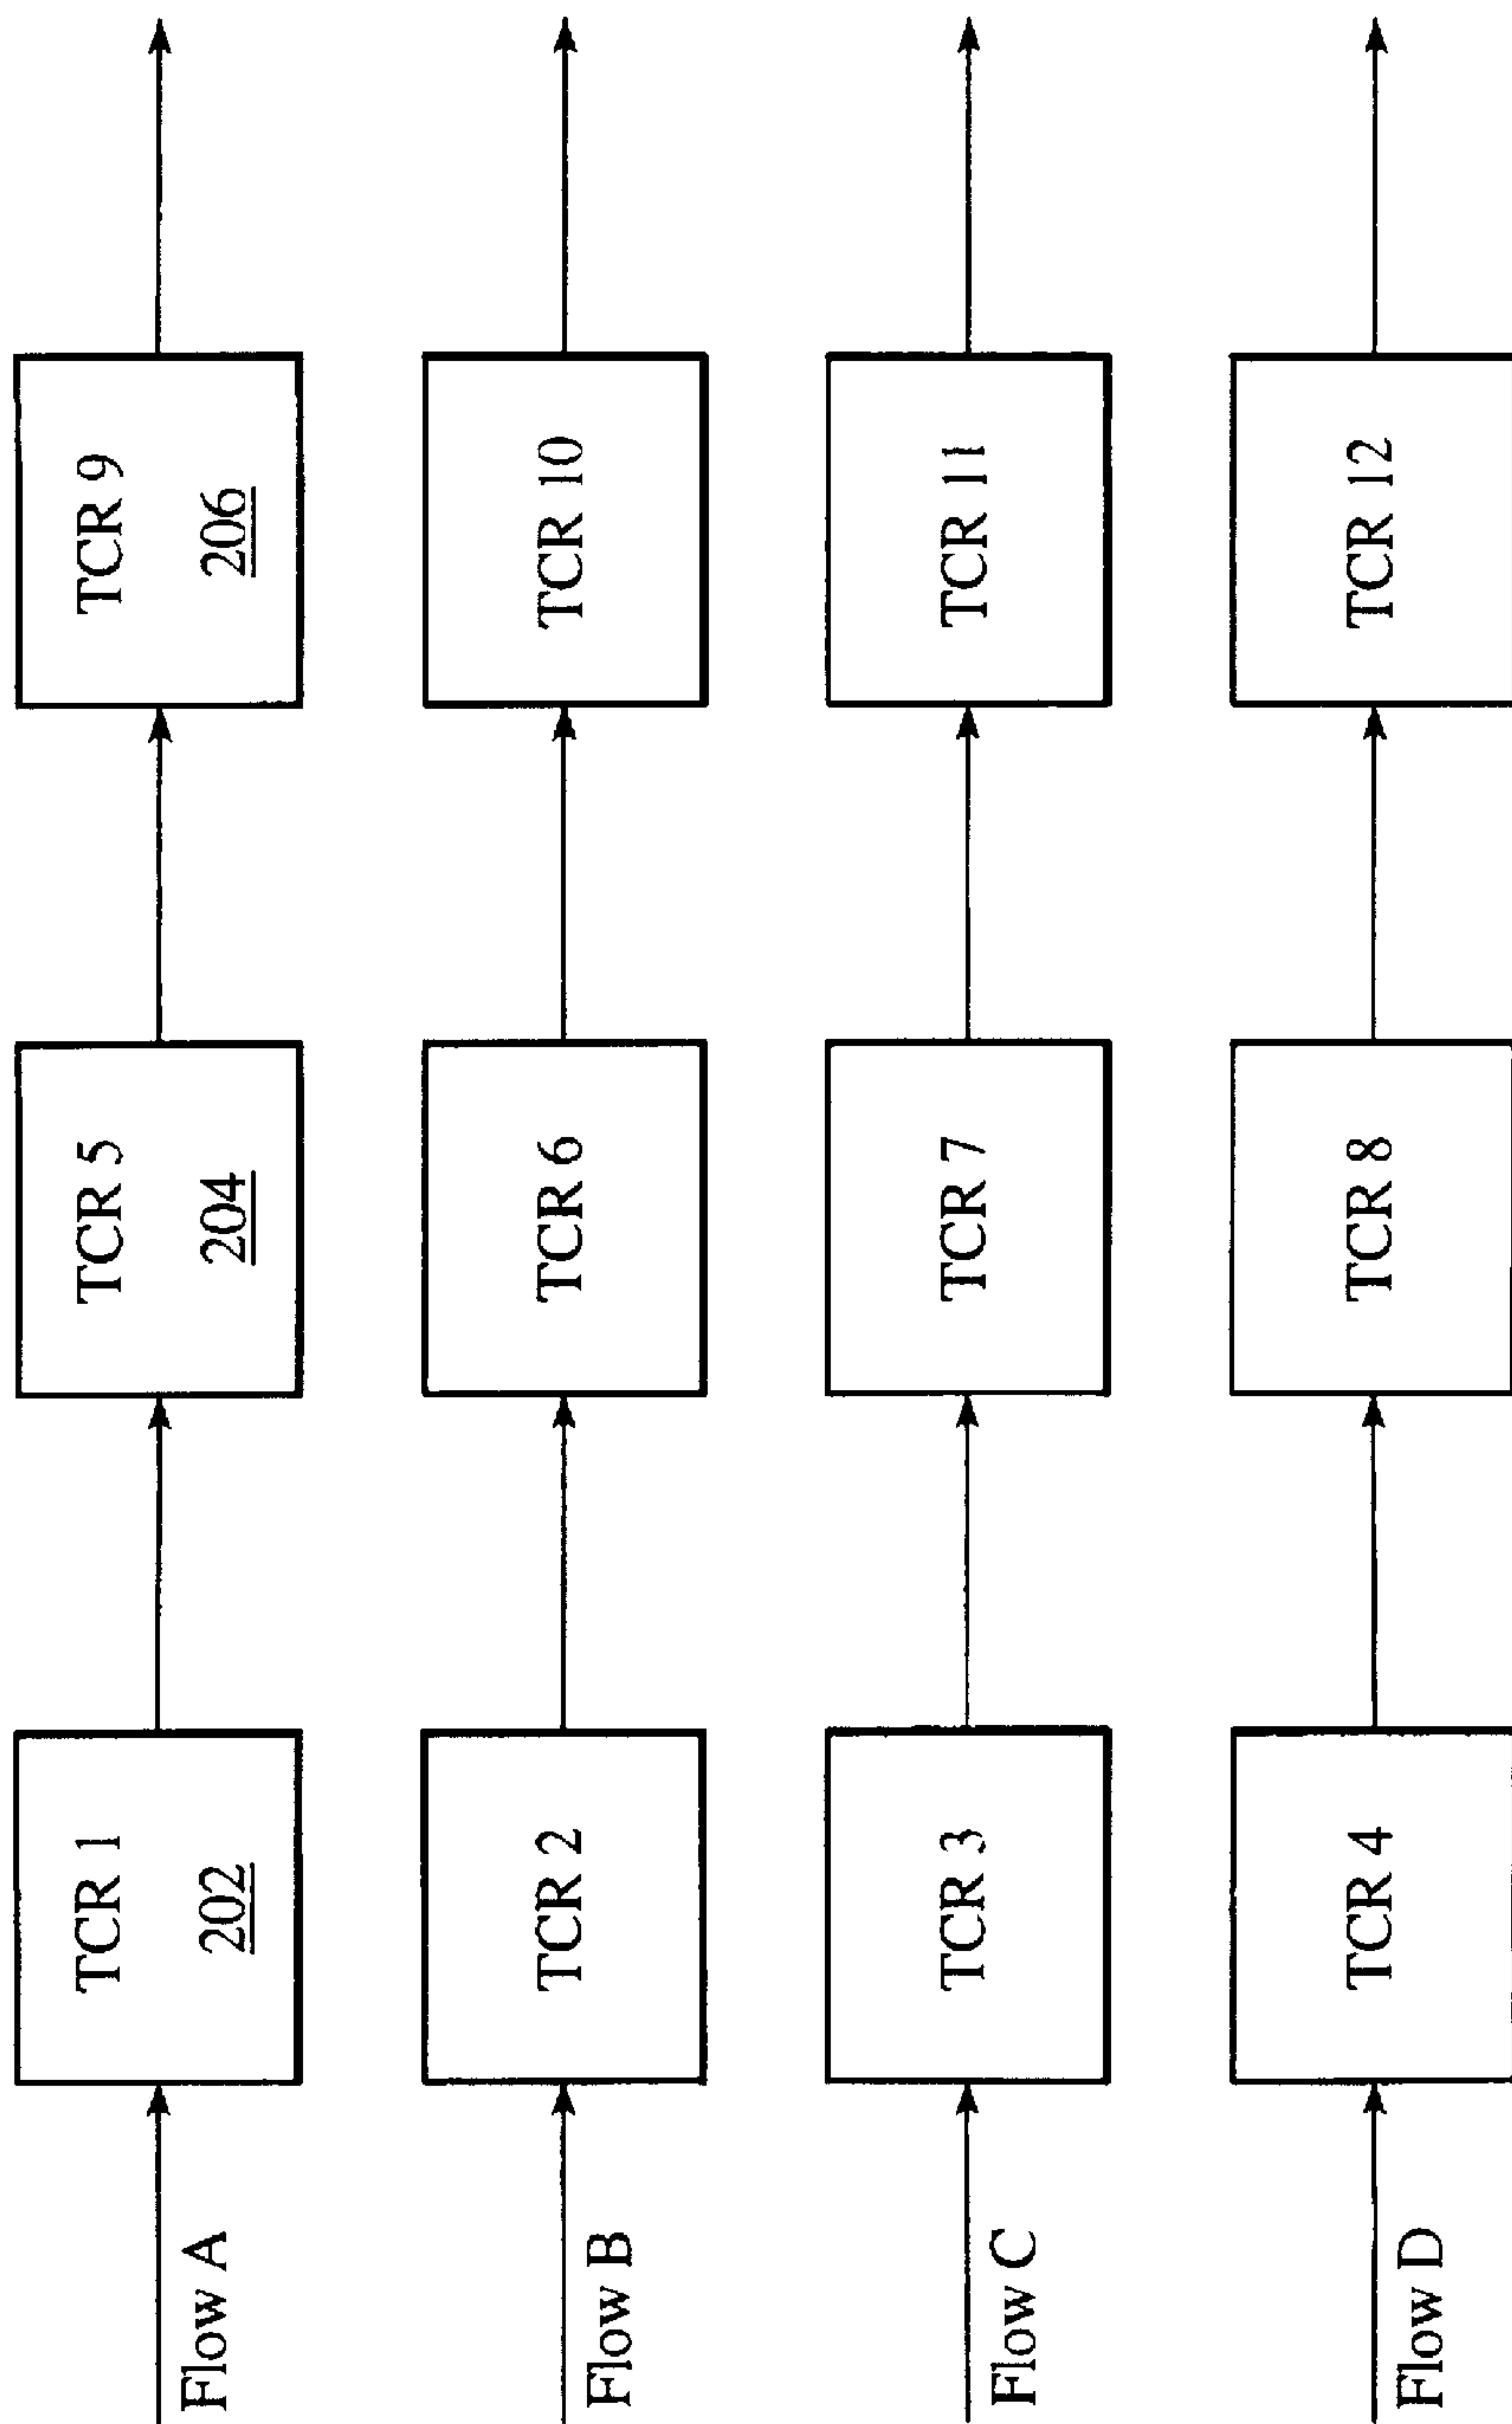 Flow A
TCR 1
202
TCR 5
204
TCR 9
206
Flow B
TCR 2
TCR 6
TCR 10
Flow C
TCR 3
TCR 7
TCR 11
Flow D
TCR 4
TCR 8
TCR 12